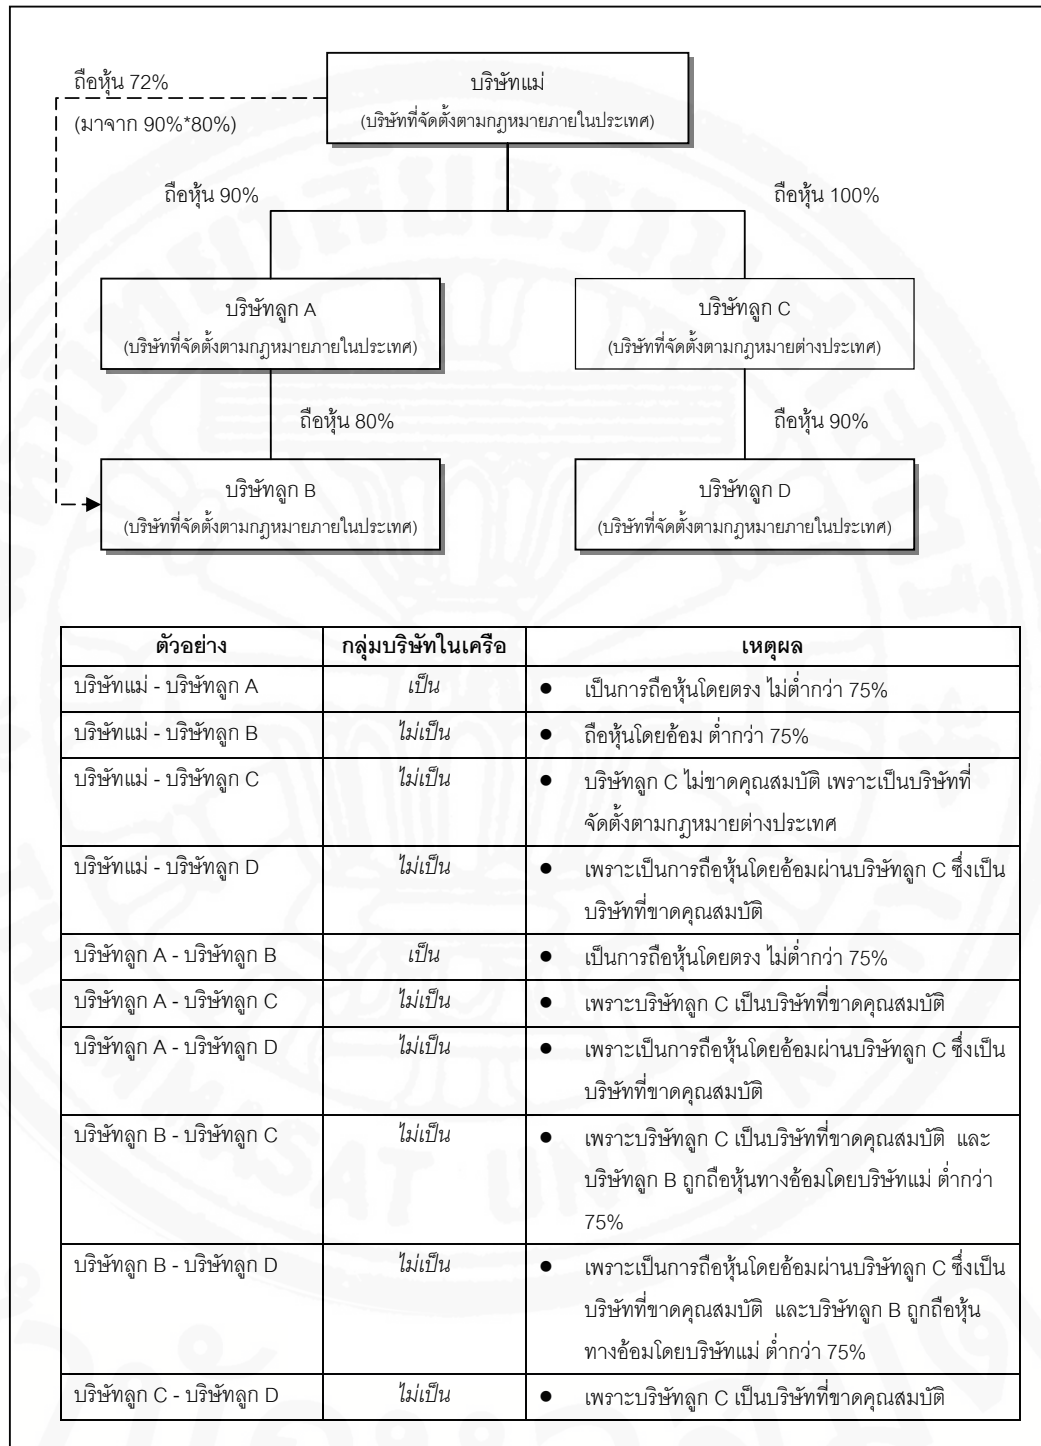 ถือหุ้น 72%
(มาจาก 90%*80%)
บริษัทแม่
(บริษัทที่จัดตั้งตามกฎหมายภายในประเทศ)
ถือหุ้น 90%
ถือหุ้น 100%
บริษัทลูก A
(บริษัทที่จัดตั้งตามกฎหมายภายในประเทศ)
บริษัทลูก C
(บริษัทที่จัดตั้งตามกฎหมายต่างประเทศ)
ถือหุ้น 80%
ถือหุ้น 90%
บริษัทลูก B
(บริษัทที่จัดตั้งตามกฎหมายภายในประเทศ)
บริษัทลูก D
(บริษัทที่จัดตั้งตามกฎหมายภายในประเทศ)
ตัวอย่าง กลุ่มบริษัทในเครือ เหตุผล
บริษัทแม่ - บริษัทลูก A เป็น ● เป็นการถือหุ้นโดยตรง ไม่ต่ำกว่า 75%
บริษัทแม่ - บริษัทลูก B ไม่เป็น ● ถือหุ้นโดยอ้อม ต่ำกว่า 75%
บริษัทแม่ - บริษัทลูก C ไม่เป็น ● บริษัทลูก C ไม่ขาดคุณสมบัติ เพราะเป็นบริษัทที่
จัดตั้งตามกฎหมายต่างประเทศ
บริษัทแม่ - บริษัทลูก D ไม่เป็น ● เพราะเป็นการถือหุ้นโดยอ้อมผ่านบริษัทลูก C ซึ่งเป็น
บริษัทที่ขาดคุณสมบัติ
บริษัทลูก A - บริษัทลูก B เป็น ● เป็นการถือหุ้นโดยตรง ไม่ต่ำกว่า 75%
บริษัทลูก A - บริษัทลูก C ไม่เป็น ● เพราะบริษัทลูก C เป็นบริษัทที่ขาดคุณสมบัติ
บริษัทลูก A - บริษัทลูก D ไม่เป็น ● เพราะเป็นการถือหุ้นโดยอ้อมผ่านบริษัทลูก C ซึ่งเป็น
บริษัทที่ขาดคุณสมบัติ
บริษัทลูก B - บริษัทลูก C ไม่เป็น ● เพราะบริษัทลูก C เป็นบริษัทที่ขาดคุณสมบัติ และ
บริษัทลูก B ถูกถือหุ้นทางอ้อมโดยบริษัทแม่ ต่ำกว่า
75%
บริษัทลูก B - บริษัทลูก D ไม่เป็น ● เพราะเป็นการถือหุ้นโดยอ้อมผ่านบริษัทลูก C ซึ่งเป็น
บริษัทที่ขาดคุณสมบัติ และบริษัทลูก B ถูกถือหุ้น
ทางอ้อมโดยบริษัทแม่ ต่ำกว่า 75%
บริษัทลูก C - บริษัทลูก D ไม่เป็น ● เพราะบริษัทลูก C เป็นบริษัทที่ขาดคุณสมบัติ